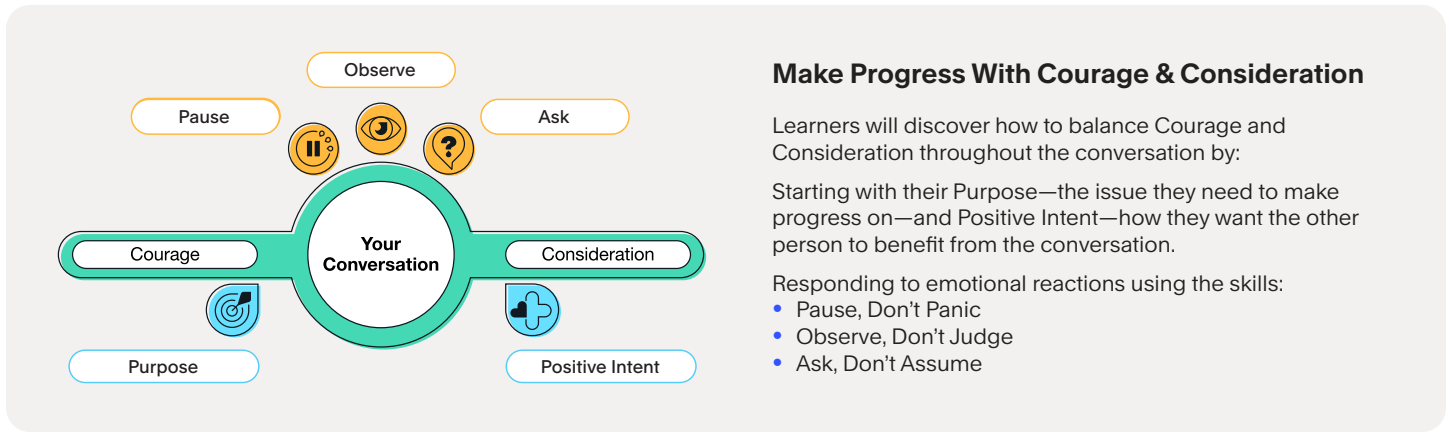 Observe
Pause
Ask
Your
Conversation
Courage
Consideration
Purpose
Positive Intent
Make Progress With Courage & Consideration
Learners will discover how to balance Courage and
Consideration throughout the conversation by:
Starting with their Purpose—the issue they need to make
progress on—and Positive Intent—how they want the other
person to benefit from the conversation.
Responding to emotional reactions using the skills:
• Pause, Don’t Panic
• Observe, Don’t Judge
• Ask, Don’t Assume